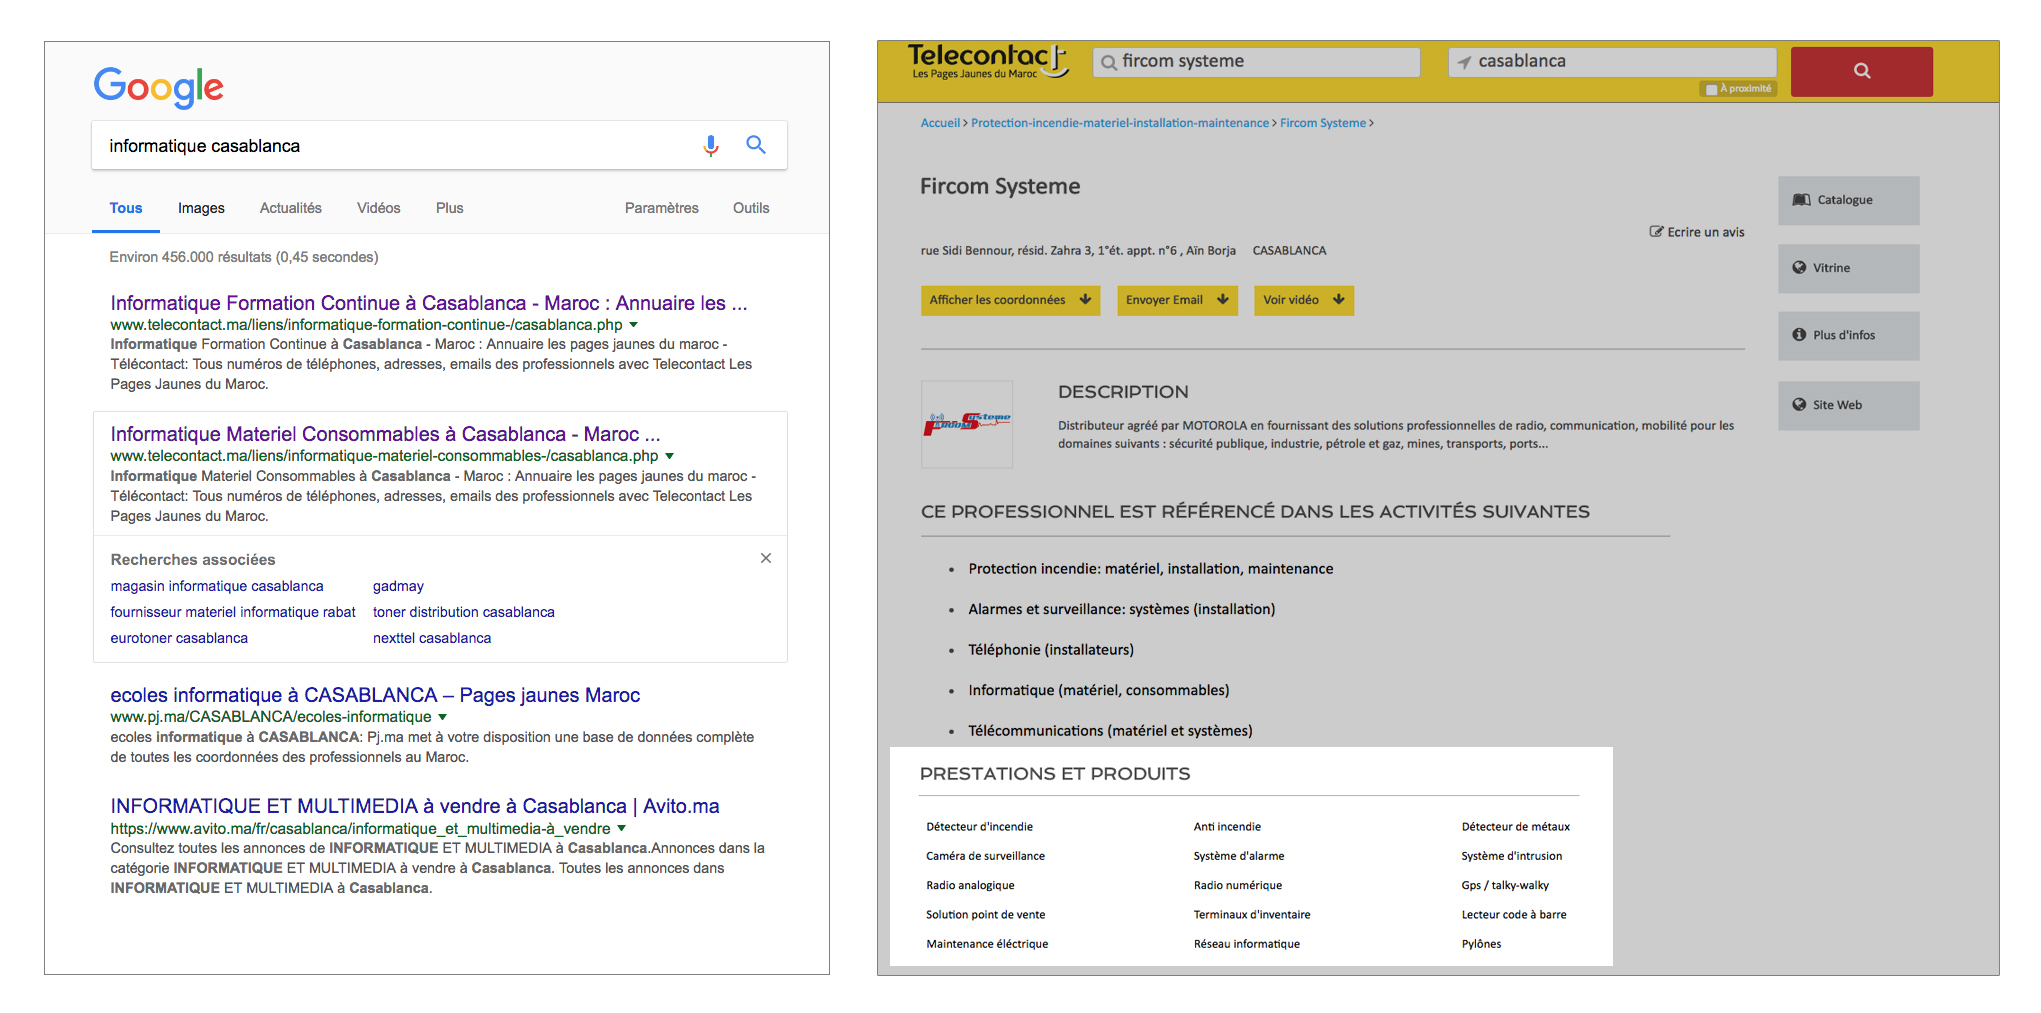 Google
informatique casablanca
Tous Images Actualités Vidéos Plus Paramètres Outils
Environ 456.000 résultats (0,45 secondes)
Informatique Formation Continue à Casablanca - Maroc : Annuaire les ...
www.telecontact.ma/liens/informatique-formation-continue-/casablanca.php
Informatique Formation Continue à Casablanca - Maroc : Annuaire les pages jaunes du maroc -
Télécontact: Tous numéros de téléphones, adresses, emails des professionnels avec Telecontact Les
Pages Jaunes du Maroc.
Informatique Materiel Consommables à Casablanca - Maroc ...
www.telecontact.ma/liens/informatique-materiel-consommables-/casablanca.php
Informatique Materiel Consommables à Casablanca - Maroc : Annuaire les pages jaunes du maroc -
Télécontact: Tous numéros de téléphones, adresses, emails des professionnels avec Telecontact Les
Pages Jaunes du Maroc.
Recherches associées
magasin informatique casablanca gadmay
fournisseur materiel informatique rabat toner distribution casablanca
eurotoner casablanca nexttel casablanca
ecoles informatique à CASABLANCA – Pages jaunes Maroc
www.pj.ma/CASABLANCA/ecoles-informatique
ecoles informatique à CASABLANCA: Pj.ma met à votre disposition une base de données complète
de toutes les coordonnées des professionnels au Maroc.
INFORMATIQUE ET MULTIMEDIA à vendre à Casablanca | Avito.ma
https://www.avito.ma/fr/casablanca/informatique_et_multimedia-à_vendre
Consultez toutes les annonces de INFORMATIQUE ET MULTIMEDIA à Casablanca.Annonces dans la
catégorie INFORMATIQUE ET MULTIMEDIA à vendre à Casablanca. Toutes les annonces dans
INFORMATIQUE ET MULTIMEDIA à Casablanca.
Telecontact
Les Pages Jaunes du Maroc
fircom systeme
casablanca
À proximité
Accueil > Protection-incendie-materiel-installation-maintenance > Fircom Systeme >
Fircom Systeme
Ecrire un avis
rue Sidi Bennour, résid. Zahra 3, 1°ét. appt. n°6 , Aïn Borja CASABLANCA
Afficher les coordonnées Envoyer Email Voir vidéo
Catalogue
Vitrine
Plus d'infos
Site Web
Fircom Systeme
DESCRIPTION
Distributeur agréé par MOTOROLA en fournissant des solutions professionnelles de radio, communication, mobilité pour les
domaines suivants : sécurité publique, industrie, pétrole et gaz, mines, transports, ports...
CE PROFESSIONNEL EST RÉFÉRENCÉ DANS LES ACTIVITÉS SUIVANTES
• Protection incendie: matériel, installation, maintenance
• Alarmes et surveillance: systèmes (installation)
• Téléphonie (installateurs)
• Informatique (matériel, consommables)
• Télécommunications (matériel et systèmes)
PRESTATIONS ET PRODUITS
Détecteur d'incendie Anti incendie Détecteur de métaux
Caméra de surveillance Système d'alarme Système d'intrusion
Radio analogique Radio numérique Gps / talky-walky
Solution point de vente Terminaux d'inventaire Lecteur code à barre
Maintenance éléctrique Réseau informatique Pylônes